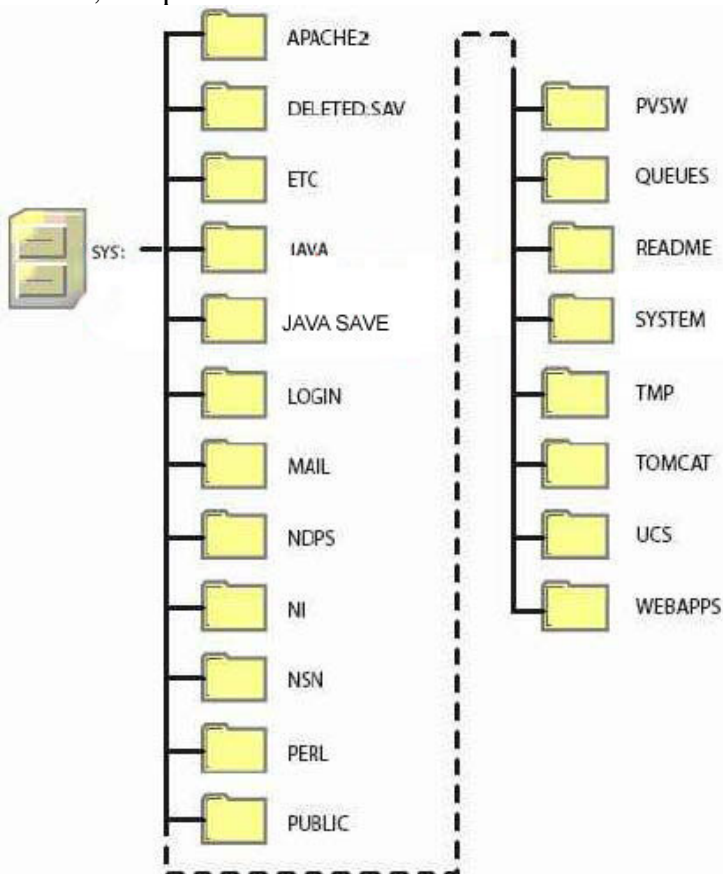 APACHE2
DELETED.SAV
ETC
SYS:
JAVA
JAVA SAVE
LOGIN
MAIL
NDPS
NI
NSN
PERL
PUBLIC
PVSW
QUEUES
README
SYSTEM
TMP
TOMCAT
UCS
WEBAPPS